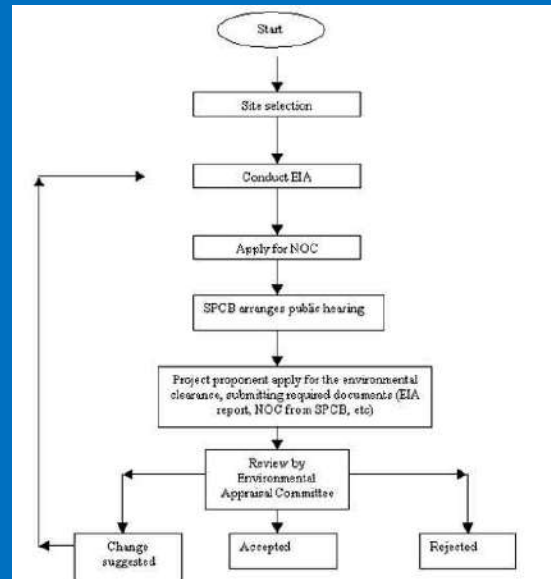 Start
Site selection
Conduct EIA
Apply for NOC
SPCB arranges public hearing
Project proponent apply for the environmental
clearance, submitting required documents (EIA
report, NOC from SPCB, etc)
Review by
Environmental
Appraisal Committee
Change
suggested
Accepted
Rejected